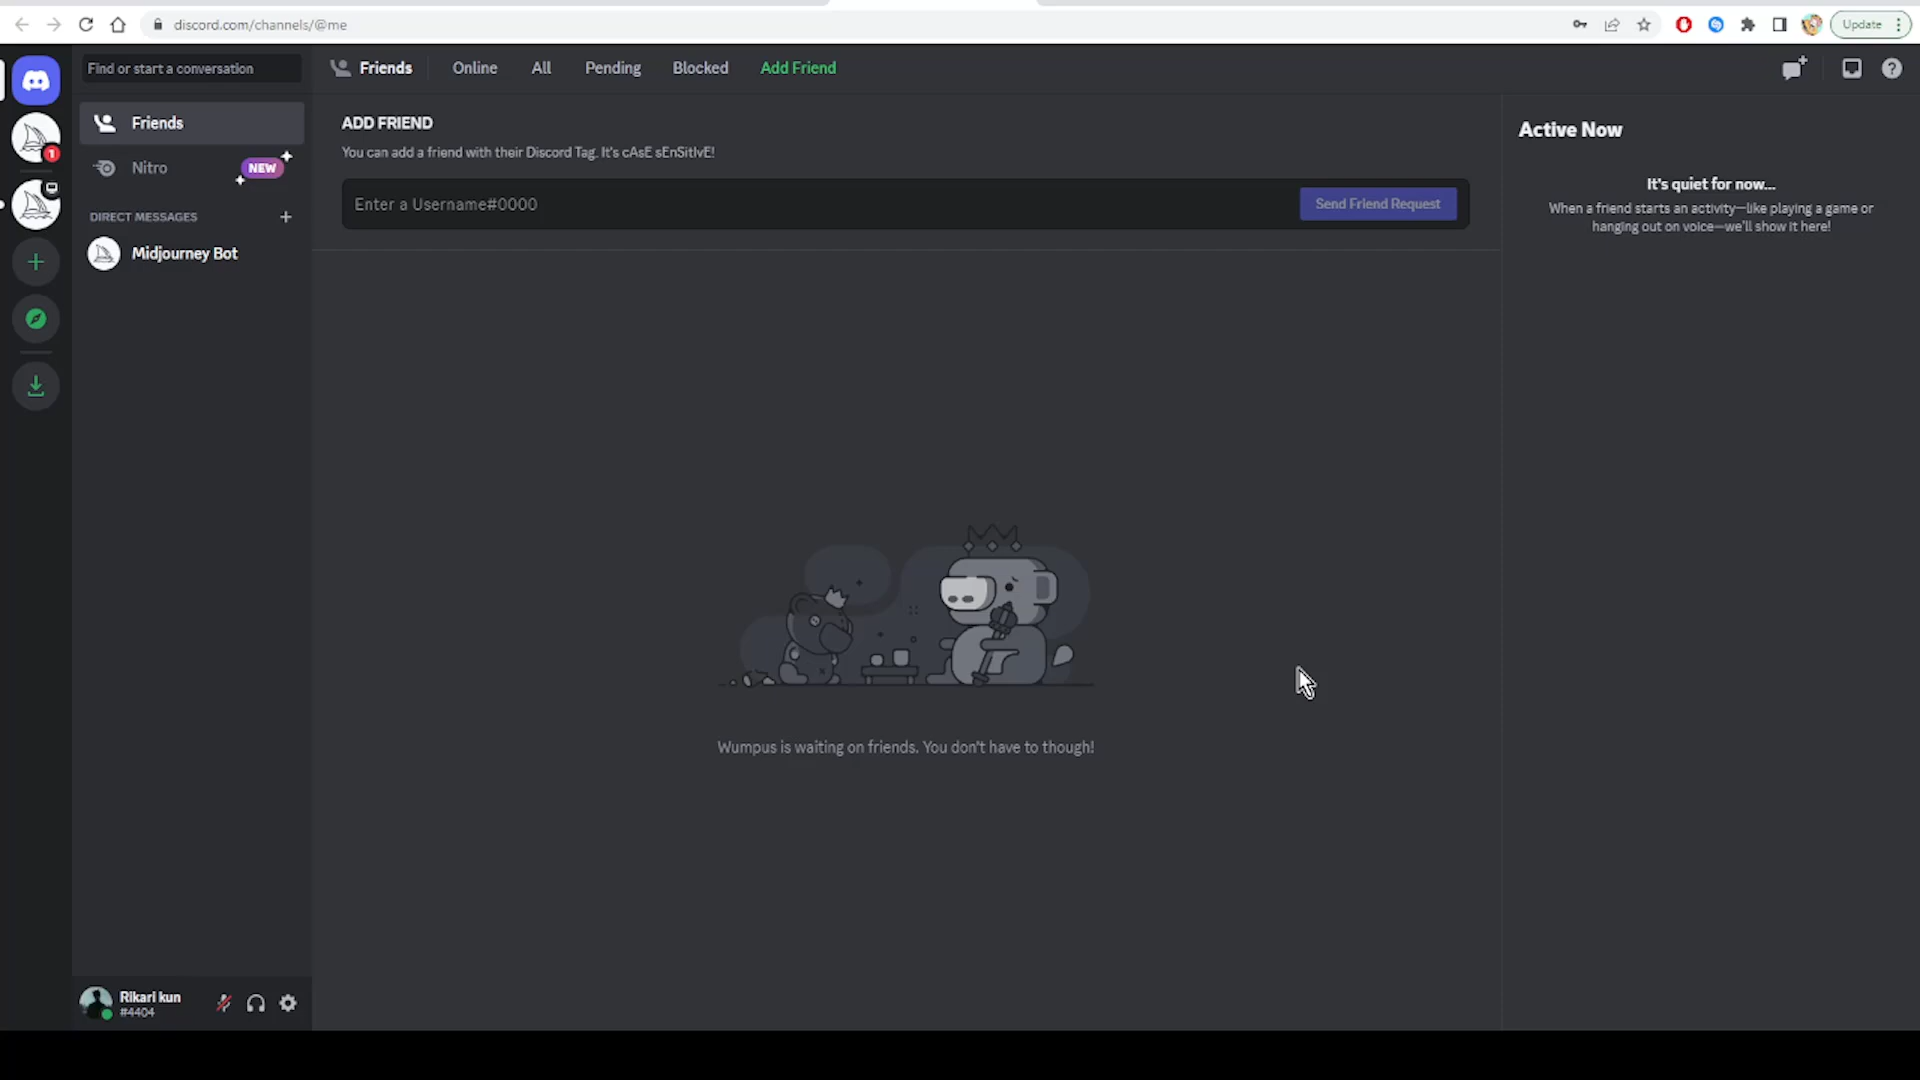 discord.com/channels/@me
Update
Find or start a conversation
Friends
Online
All
Pending
Blocked
Add Friend
1
Friends
Nitro
NEW
DIRECT MESSAGES
Midjourney Bot
ADD FRIEND
You can add a friend with their Discord Tag. It's cAsE sEnSitIvE!
Enter a Username#0000
Send Friend Request
Active Now
It's quiet for now...
When a friend starts an activity—like playing a game or
hanging out on voice—we'll show it here!
Wumpus is waiting on friends. You don't have to though!
Rikari kun
#4404